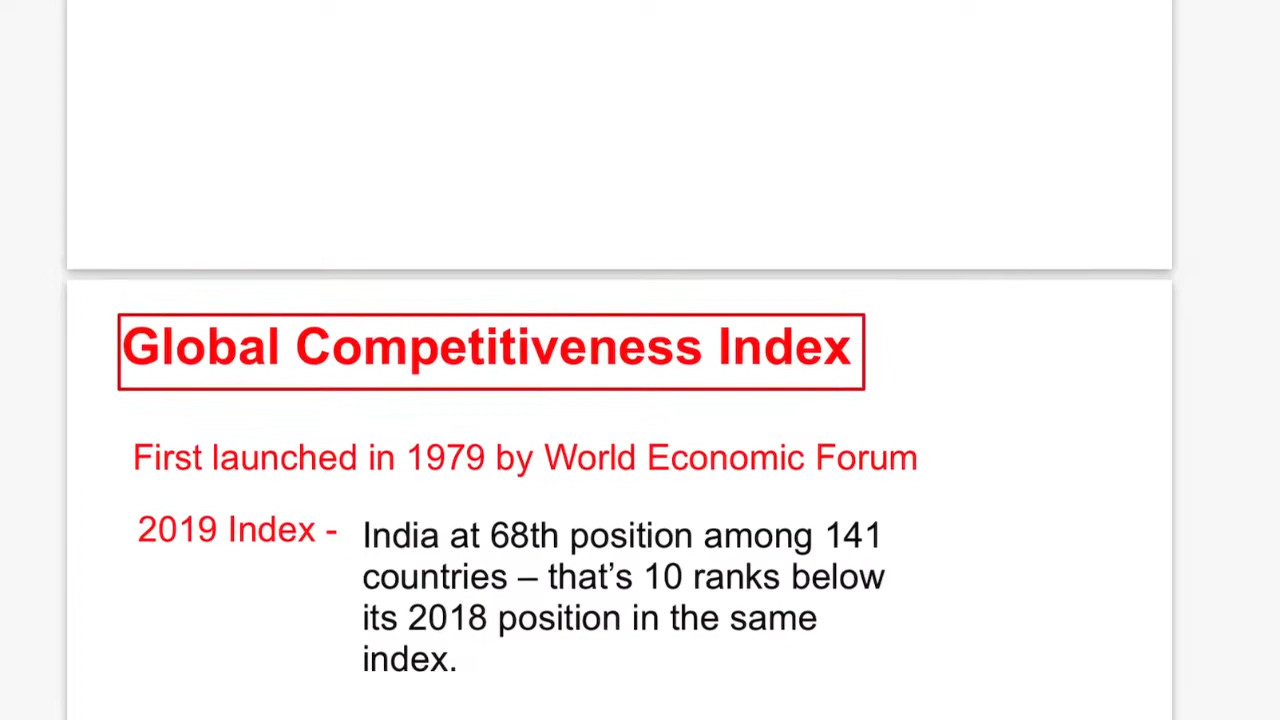 Global Competitiveness Index
First launched in 1979 by World Economic Forum
2019 Index - India at 68th position among 141
countries – that’s 10 ranks below
its 2018 position in the same
index.